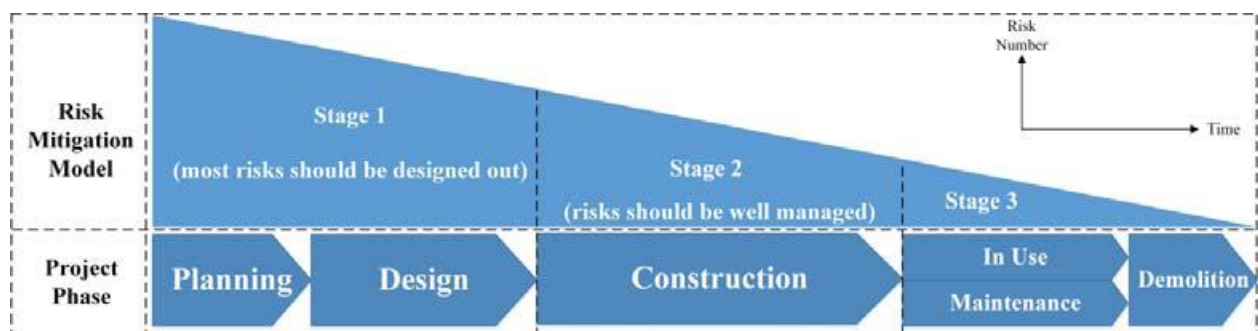 Risk
Mitigation
Model
Stage 1
(most risks should be designed out)
Stage 2
(risks should be well managed)
Stage 3
Risk
Number
Time
Project
Phase
Planning
Design
Construction
In Use
Maintenance
Demolition